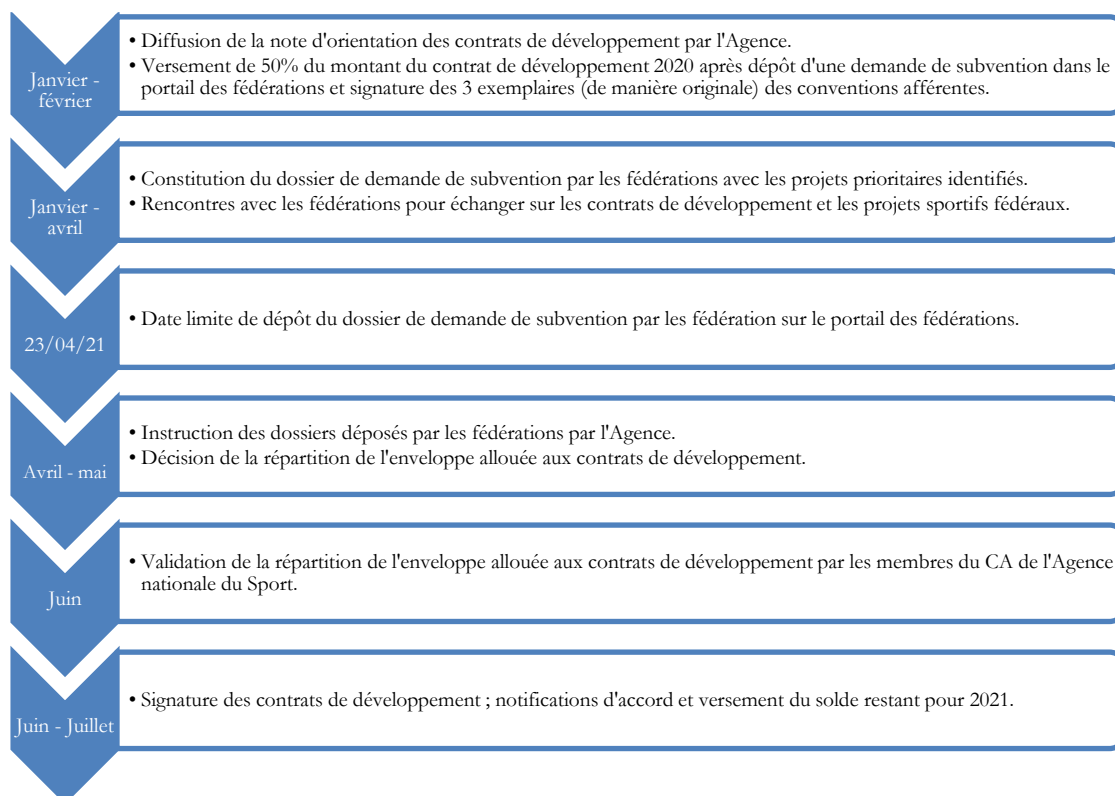 Janvier -
février
• Diffusion de la note d'orientation des contrats de développement par l'Agence.
• Versement de 50% du montant du contrat de développement 2020 après dépôt d'une demande de subvention dans le
portail des fédérations et signature des 3 exemplaires (de manière originale) des conventions afférentes.
Janvier -
avril
• Constitution du dossier de demande de subvention par les fédérations avec les projets prioritaires identifiés.
• Rencontres avec les fédérations pour échanger sur les contrats de développement et les projets sportifs fédéraux.
23/04/21
• Date limite de dépôt du dossier de demande de subvention par les fédération sur le portail des fédérations.
Avril - mai
• Instruction des dossiers déposés par les fédérations par l'Agence.
• Décision de la répartition de l'enveloppe allouée aux contrats de développement.
Juin
• Validation de la répartition de l'enveloppe allouée aux contrats de développement par les membres du CA de l'Agence
nationale du Sport.
Juin - Juillet
• Signature des contrats de développement ; notifications d'accord et versement du solde restant pour 2021.